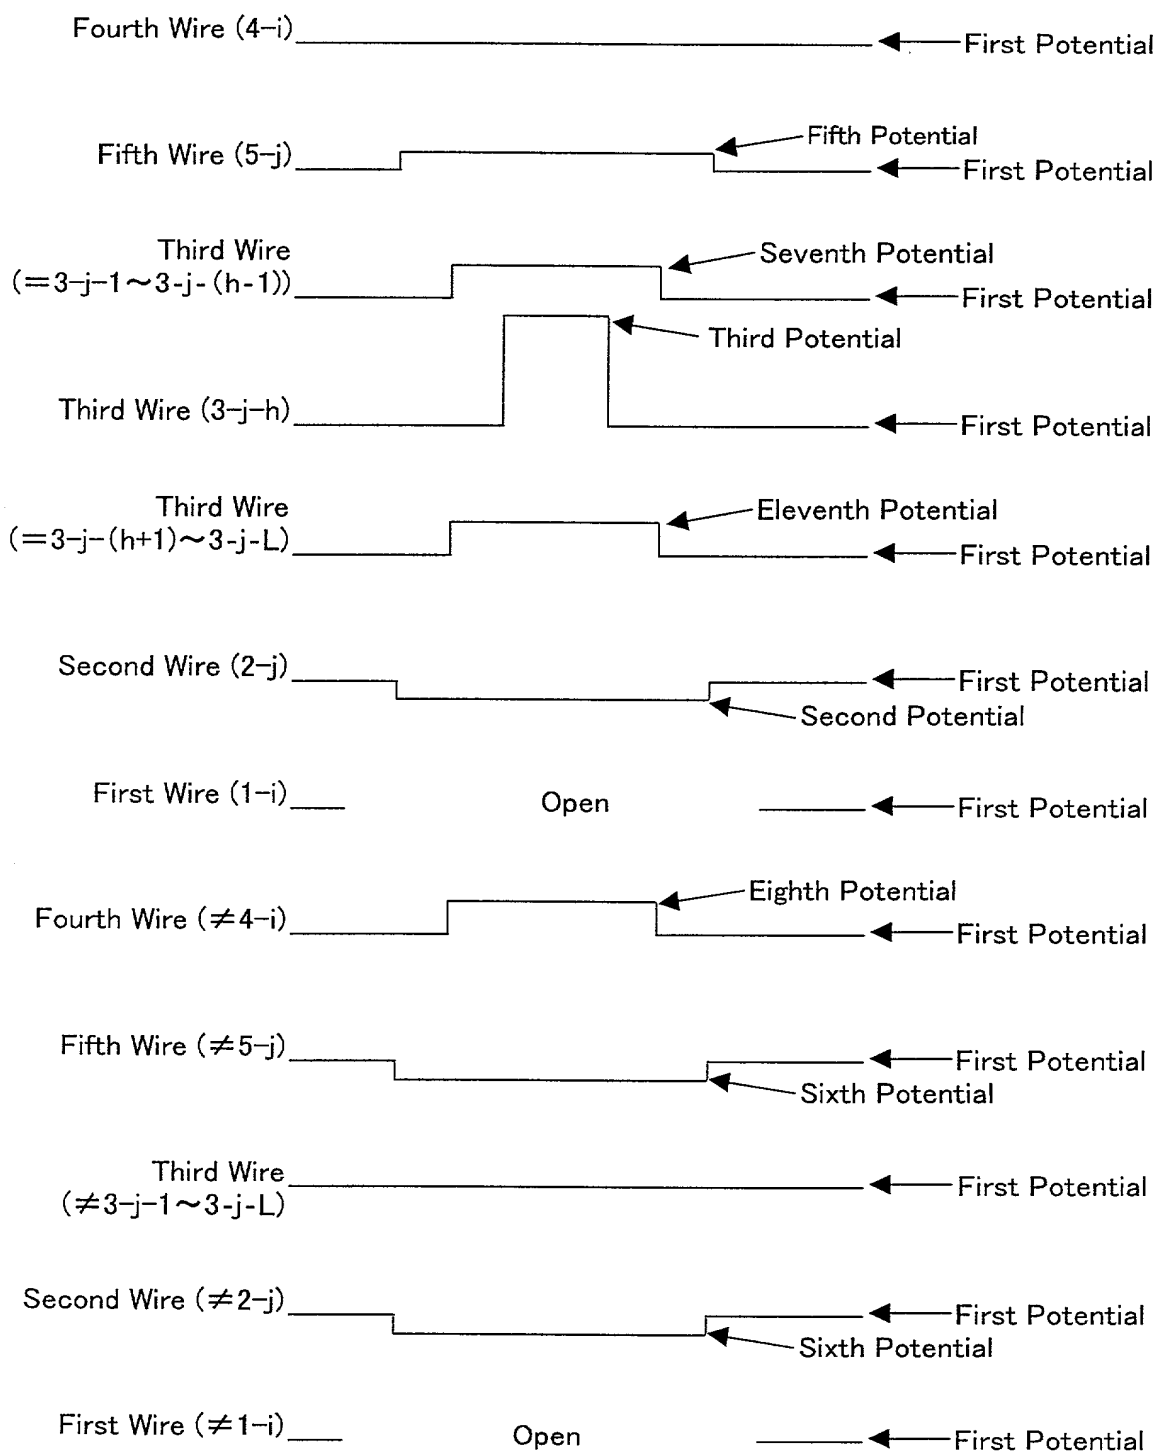 Fourth Wire (4-i)
First Potential
Fifth Wire (5-j)
Fifth Potential
First Potential
Third Wire
(=3-j-1～3-j-(h-1))
Seventh Potential
First Potential
Third Potential
Third Wire (3-j-h)
First Potential
Third Wire
(=3-j-(h+1)～3-j-L)
Eleventh Potential
First Potential
Second Wire (2-j)
First Potential
Second Potential
First Wire (1-i)
Open
First Potential
Fourth Wire (≠4-i)
Eighth Potential
First Potential
Fifth Wire (≠5-j)
First Potential
Sixth Potential
Third Wire
(≠3-j-1～3-j-L)
First Potential
Second Wire (≠2-j)
First Potential
Sixth Potential
First Wire (≠1-i)
Open
First Potential